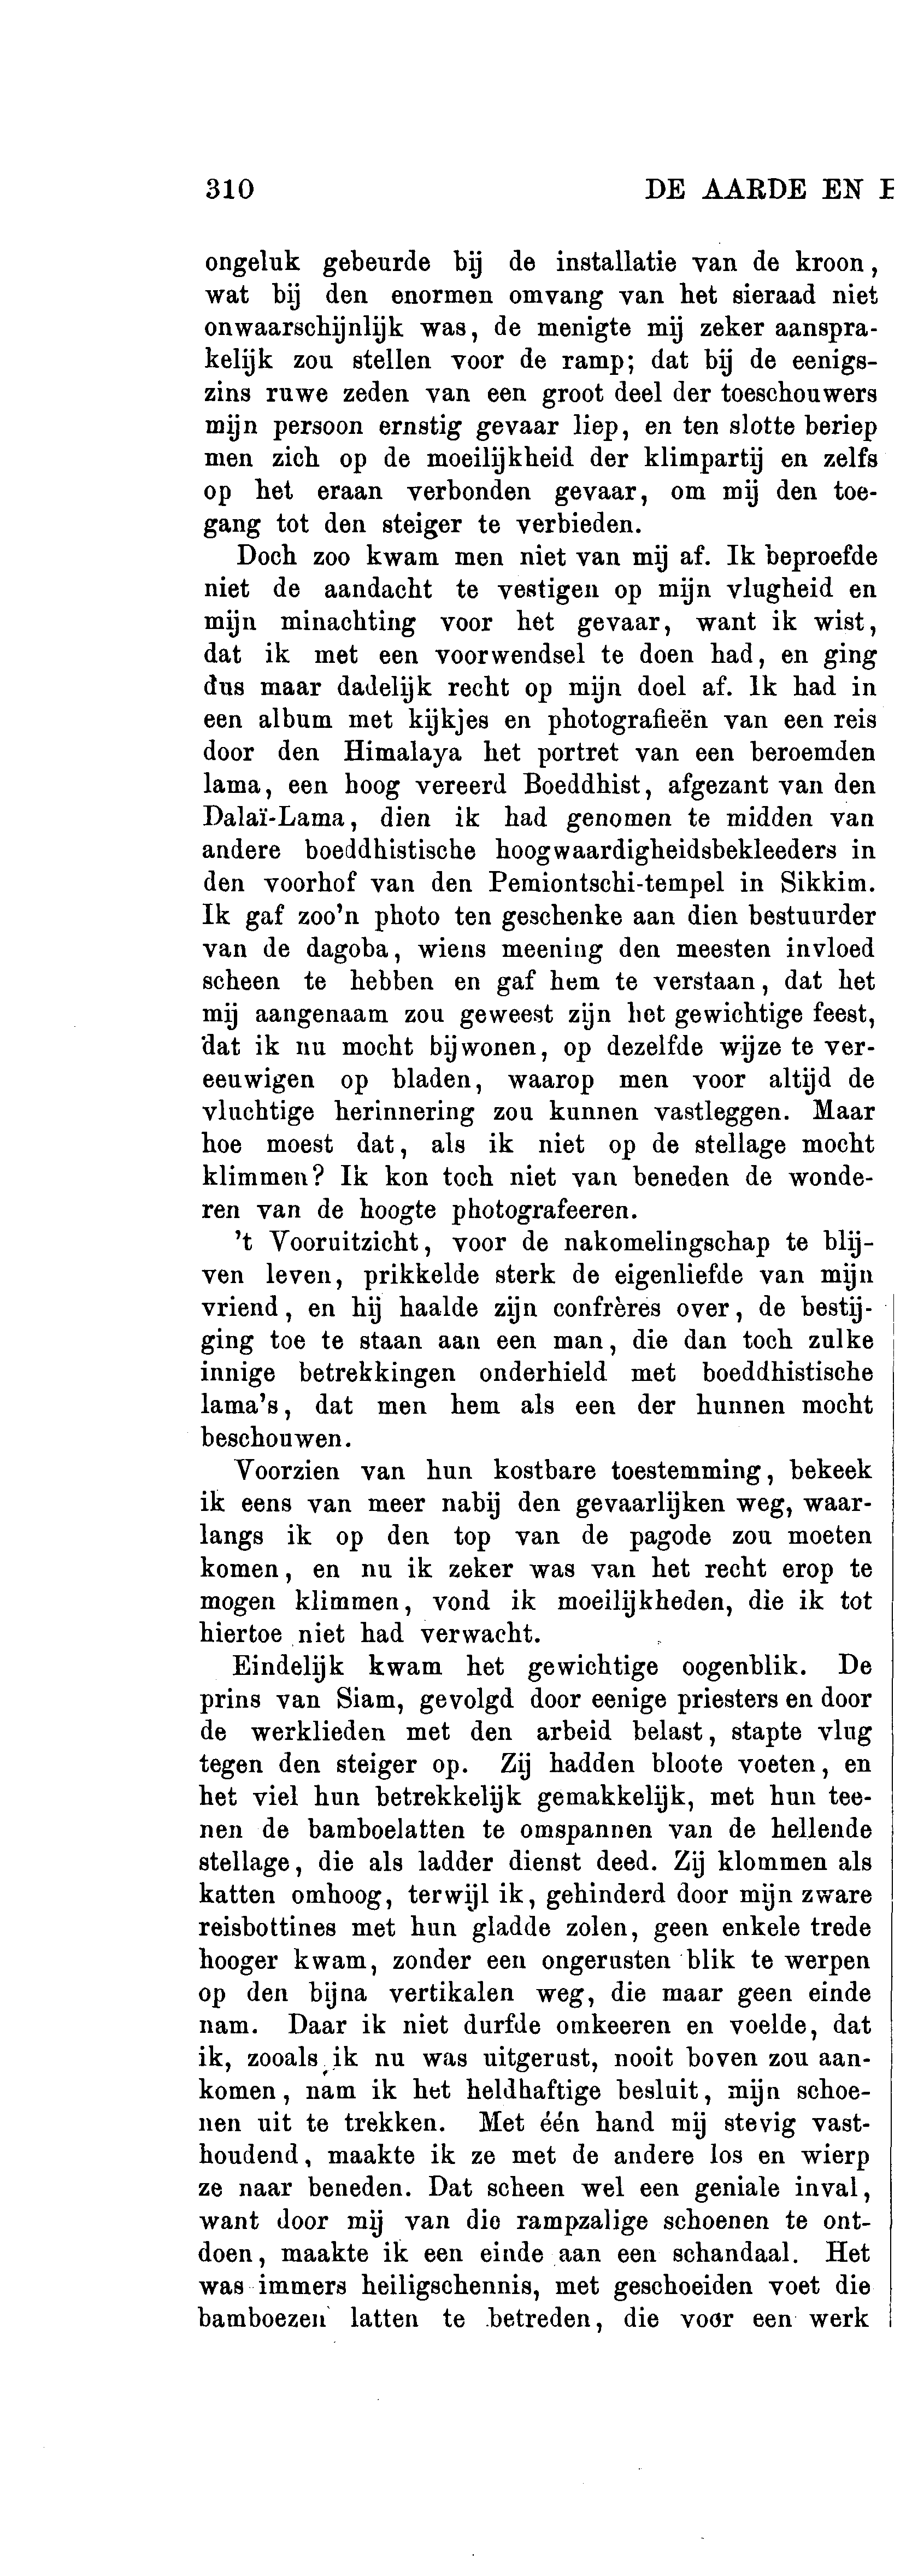 310 DE AARDE EN
ongeluk gebeurde bij de installatie van de kroon,
wat bij den enormen omvang van het sieraad niet
onwaarschijnlijk was, de menigte mij zeker aanspra-
kelijk zou stellen voor de ramp; dat bij de eenigs-
zins ruwe zeden van een groot deel der toeschouwers
mijn persoon ernstig gevaar liep, en ten slotte beriep
men zich op de moeilijkheid der klimpartij en zelfs
op het eraan verbonden gevaar, om mij den toe-
gang tot den steiger te verbieden.
Doch zoo kwam men niet van mij af. Ik beproefde
niet de aandacht te vestigen op mijn vlugheid en
mijn minachting voor het gevaar, want ik wist,
dat ik met een voorwendsel te doen had, en ging
dus maar dadelijk recht op mijn doel af. Ik had in
een album met kijkjes en photografieën van een reis
door den Himalaya het portret van een beroemden
lama, een hoog vereerd Boeddhist, afgezant van den
Dalaï-Lama, dien ik had genomen te midden van
andere boeddhistische hoogwaardigheidsbekleeders in
den voorhof van den Pemiontschi-tempel in Sikkim.
Ik gaf zoo'n photo ten geschenke aan dien bestuurder
van de dagoba, wiens meening den meesten invloed
scheen te hebben en gaf hem te verstaan, dat het
mij aangenaam zou geweest zijn het gewichtige feest,
dat ik nu mocht bijwonen, op dezelfde wijze te ver-
eeuwigen op bladen, waarop men voor altijd de
vluchtige herinnering zou kunnen vastleggen. Maar
hoe moest dat, als ik niet op de stellage mocht
klimmen? Ik kon toch niet van beneden de wonde-
ren van de hoogte photografeeren.
't Vooruitzicht, voor de nakomelingschap te blij-
ven leven, prikkelde sterk de eigenliefde van mijn
vriend, en hij haalde zijn confrères over, de bestij-
ging toe te staan aan een man, die dan toch zulke
innige betrekkingen onderhield met boeddhistische
lama's, dat men hem als een der hunnen mocht
beschouwen.
Voorzien van hun kostbare toestemming, bekeek
ik eens van meer nabij den gevaarlijken weg, waar-
langs ik op den top van de pagode zou moeten
komen, en nu ik zeker was van het recht erop te
mogen klimmen, vond ik moeilijkheden, die ik tot
hiertoe niet had verwacht.
Eindelijk kwam het gewichtige oogenblik. De
prins van Siam, gevolgd door eenige priesters en door
de werklieden met den arbeid belast, stapte vlug
tegen den steiger op. Zij hadden bloote voeten, en
het viel hun betrekkelijk gemakkelijk, met hun tee-
nen de bamboelatten te omspannen van de hellende
stellage, die als ladder dienst deed. Zij klommen als
katten omhoog, terwijl ik, gehinderd door mijn zware
reisbottines met hun gladde zolen, geen enkele trede
hooger kwam, zonder een ongerusten blik te werpen
op den bijna vertikalen weg, die maar geen einde
nam. Daar ik niet durfde omkeeren en voelde, dat
ik, zooals ik nu was uitgerust, nooit boven zou aan-
komen, nam ik het heldhaftige besluit, mijn schoe-
nen uit te trekken. Met één hand mij stevig vast-
houdend, maakte ik ze met de andere los en wierp
ze naar beneden. Dat scheen wel een geniale inval,
want door mij van die rampzalige schoenen te ont-
doen, maakte ik een einde aan een schandaal. Het
was immers heiligschennis, met geschoeiden voet die
bamboezen latten te betreden, die voor een werk